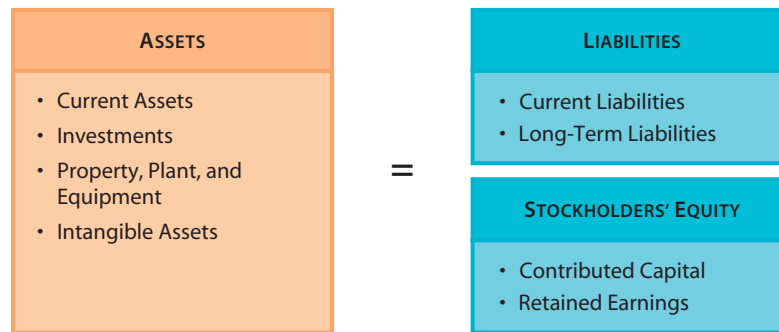 ASSETS
• Current Assets
• Investments
• Property, Plant, and
Equipment
• Intangible Assets
=
LIABILITIES
• Current Liabilities
• Long-Term Liabilities
STOCKHOLDERS’ EQUITY
• Contributed Capital
• Retained Earnings